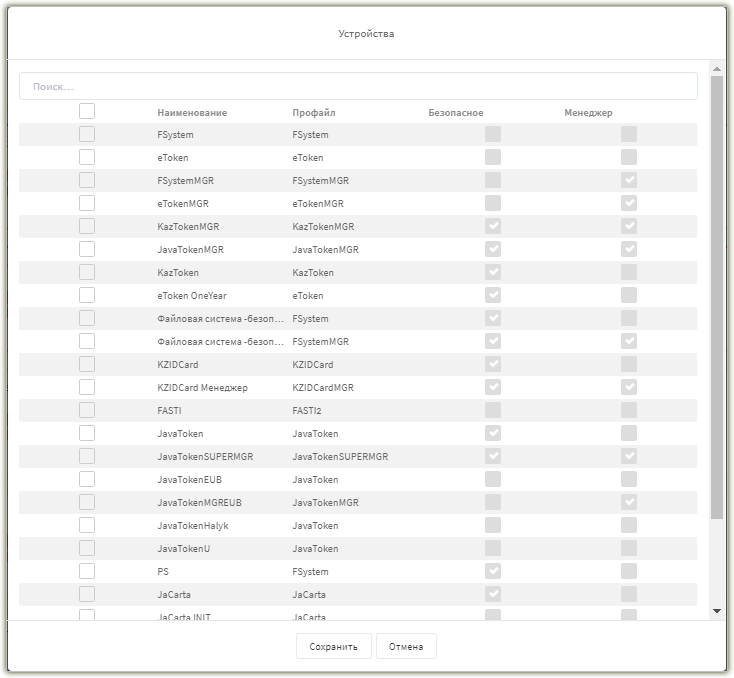 Устройства
Поиск...
Наименование Профайл Безопасное Менеджер
FSystem FSystem
eToken eToken
FSystemMGR FSystemMGR
eTokenMGR eTokenMGR
KazTokenMGR KazTokenMGR
JavaTokenMGR JavaTokenMGR
KazToken KazToken
eToken OneYear eToken
Файловая система -безоп... FSystem
Файловая система -безоп... FSystemMGR
KZIDCard KZIDCard
KZIDCard Менеджер KZIDCardMGR
FASTI FASTI2
JavaToken JavaToken
JavaTokenSUPERMGR JavaTokenSUPERMGR
JavaTokenEUB JavaToken
JavaTokenMGREUB JavaTokenMGR
JavaTokenHalyk JavaToken
JavaTokenU JavaToken
PS FSystem
JaCarta JaCarta
JaCarta INIT JaCarta
Сохранить Отмена